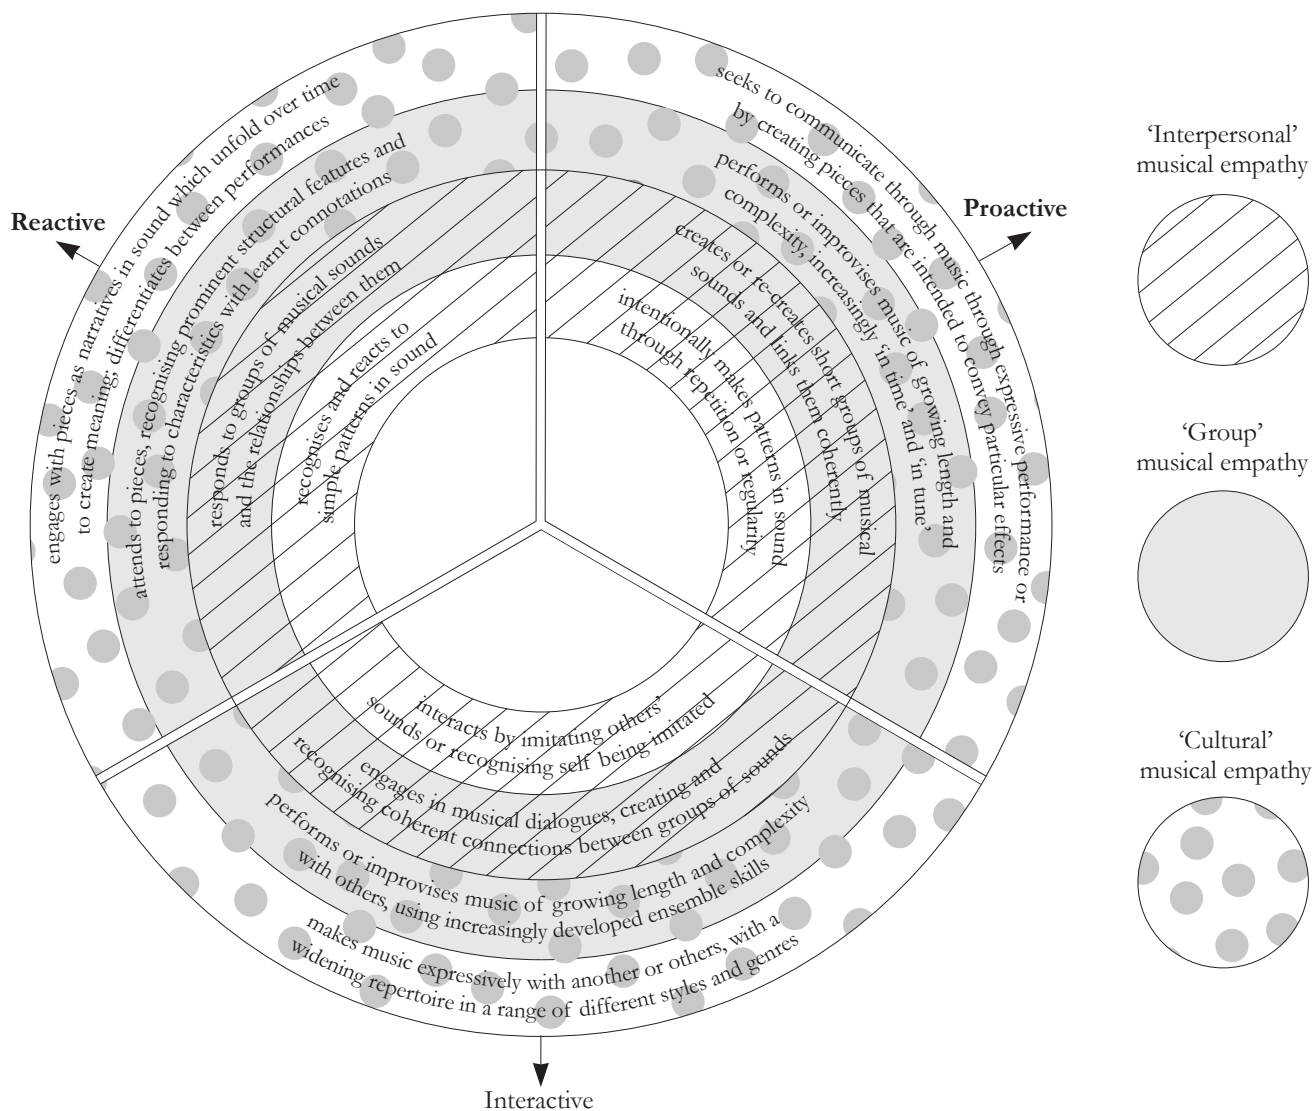 Reactive
engages with pieces as narratives in sound which unfold over time
to create meaning; differentiates between performances
attends to pieces, recognising prominent structural features and
responding to characteristics with learnt connotations
responds to groups of musical sounds
and the relationships between them
recognises and reacts to
simple patterns in sound
Proactive
seeks to communicate through music through expressive performance or
by creating pieces that are intended to convey particular effects
performs or improvises music of growing length and
complexity, increasingly ‘in time’ and ‘in tune’
creates or re-creates short groups of musical
sounds and links them coherently
intentionally makes patterns in sound
through repetition or regularity
interacts by imitating others’
sounds or recognising self being imitated
engages in musical dialogues, creating and
recognising coherent connections between groups of sounds
performs or improvises music of growing length and complexity
with others, using increasingly developed ensemble skills
makes music expressively with another or others, with a
widening repertoire in a range of different styles and genres
Interactive
‘Interpersonal’
musical empathy
‘Group’
musical empathy
‘Cultural’
musical empathy